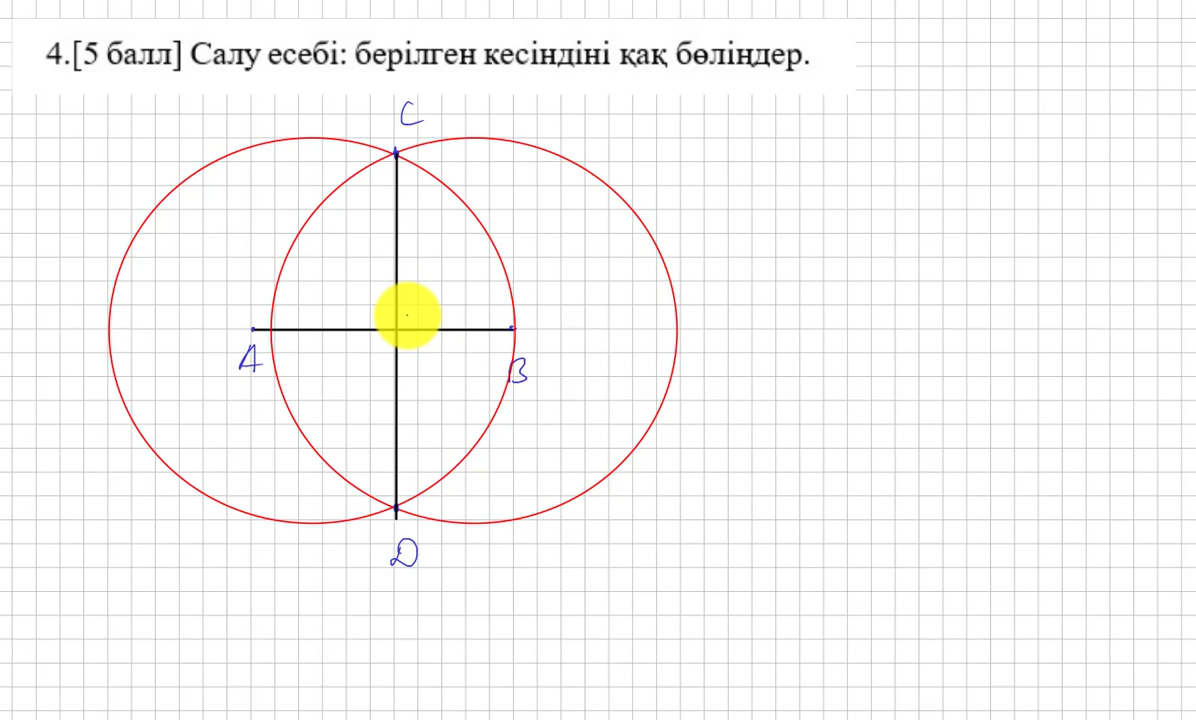 4.[5 балл] Салу есебі: берілген кесіндіні қақ бөліңдер.
C
A
B
D